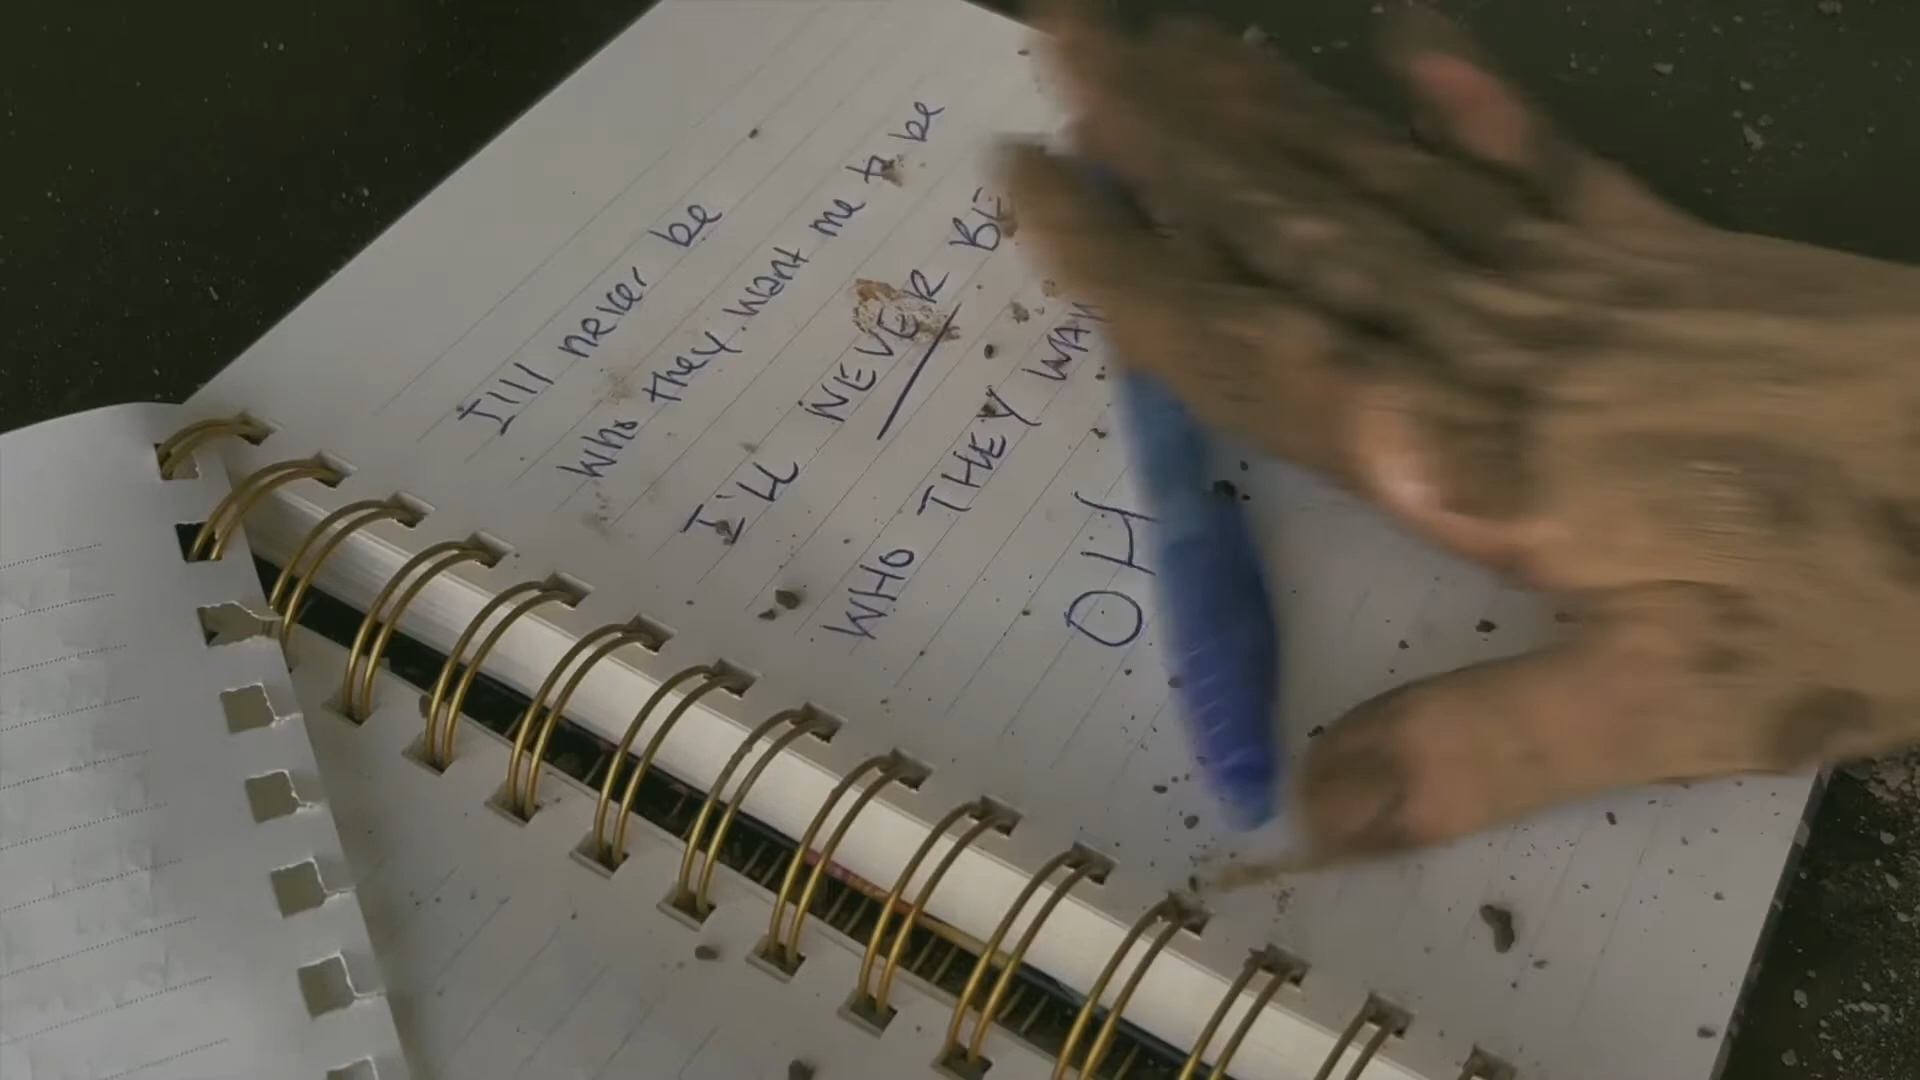 I'll never be
who they want me to be
I'LL NEVER BE
WHO THEY
OH